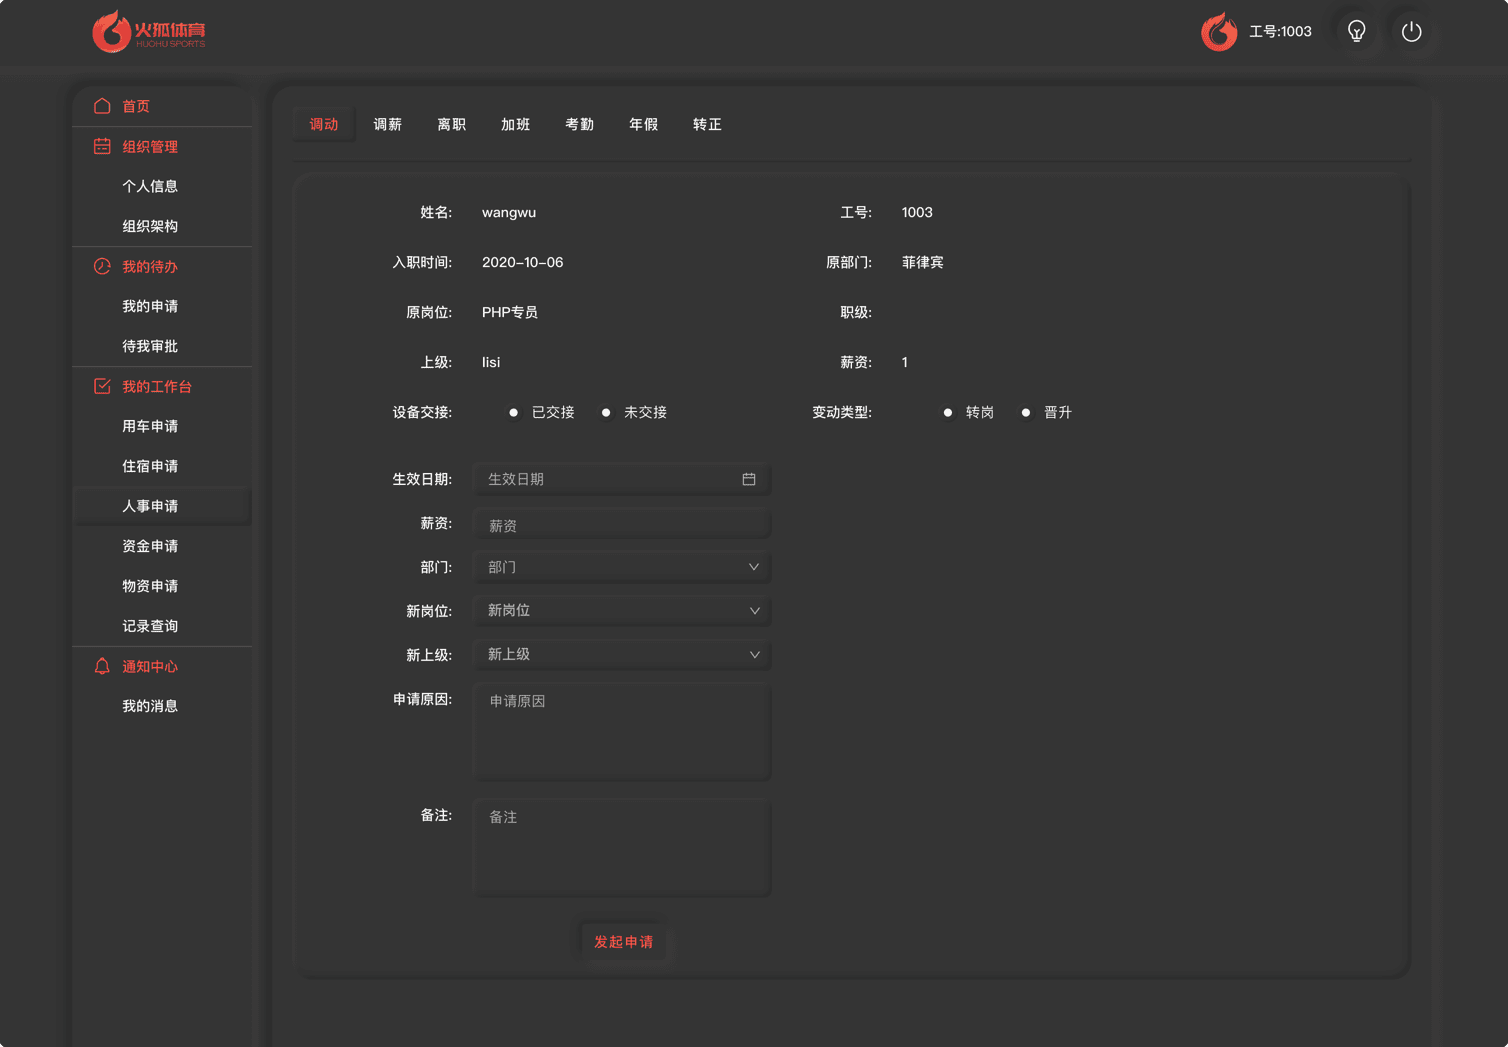 火狐体育
HUOHU SPORTS
工号:1003
首页
组织管理
个人信息
组织架构
我的待办
我的申请
待我审批
我的工作台
用车申请
住宿申请
人事申请
资金申请
物资申请
记录查询
通知中心
我的消息
调动 调薪 离职 加班 考勤 年假 转正
姓名: wangwu 工号: 1003
入职时间: 2020-10-06 原部门: 菲律宾
原岗位: PHP专员 职级:
上级: lisi 薪资: 1
设备交接: 已交接 未交接 变动类型: 转岗 晋升
生效日期: 生效日期
薪资: 薪资
部门: 部门
新岗位: 新岗位
新上级: 新上级
申请原因: 申请原因
备注: 备注
发起申请